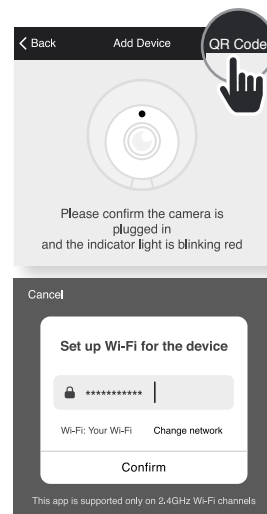 Back
Add Device
QR Code
Please confirm the camera is
plugged in
and the indicator light is blinking red
Cancel
Set up Wi-Fi for the device
***********
Wi-Fi: Your Wi-Fi
Change network
Confirm
This app is supported only on 2.4GHz Wi-Fi channels